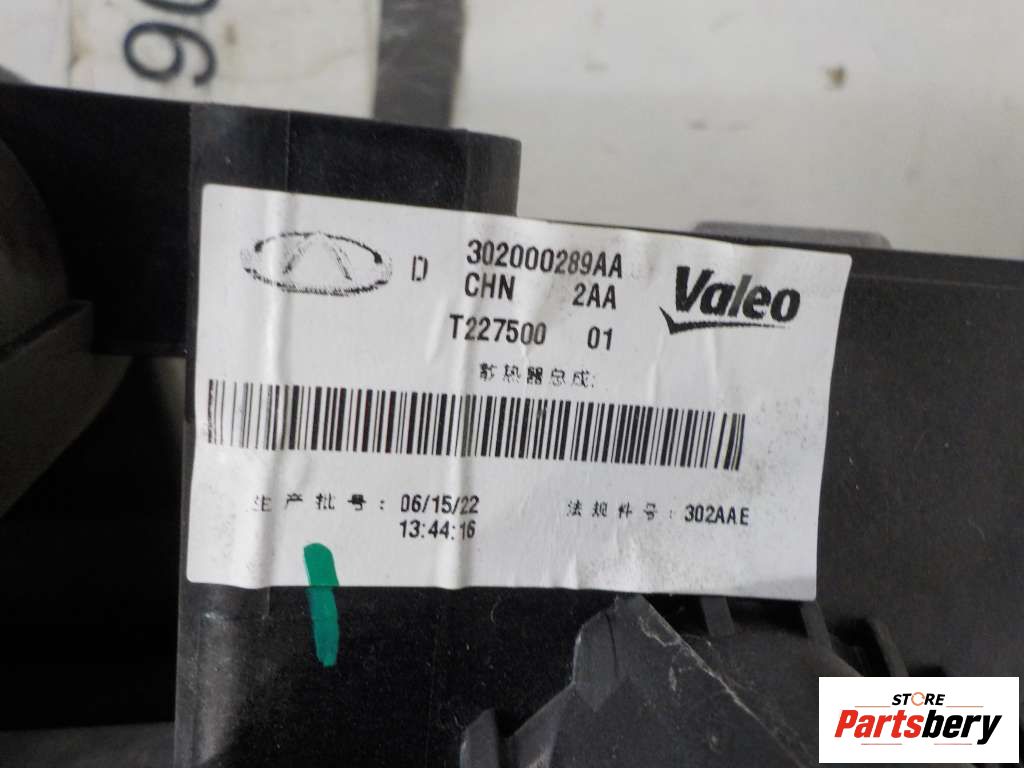 90
D 302000289AA
CHN 2AA
Valeo
T227500 01
散热器总成:
生产批号: 06/15/22
13:44:16
法规件号: 302AAE
STORE
Partsbery